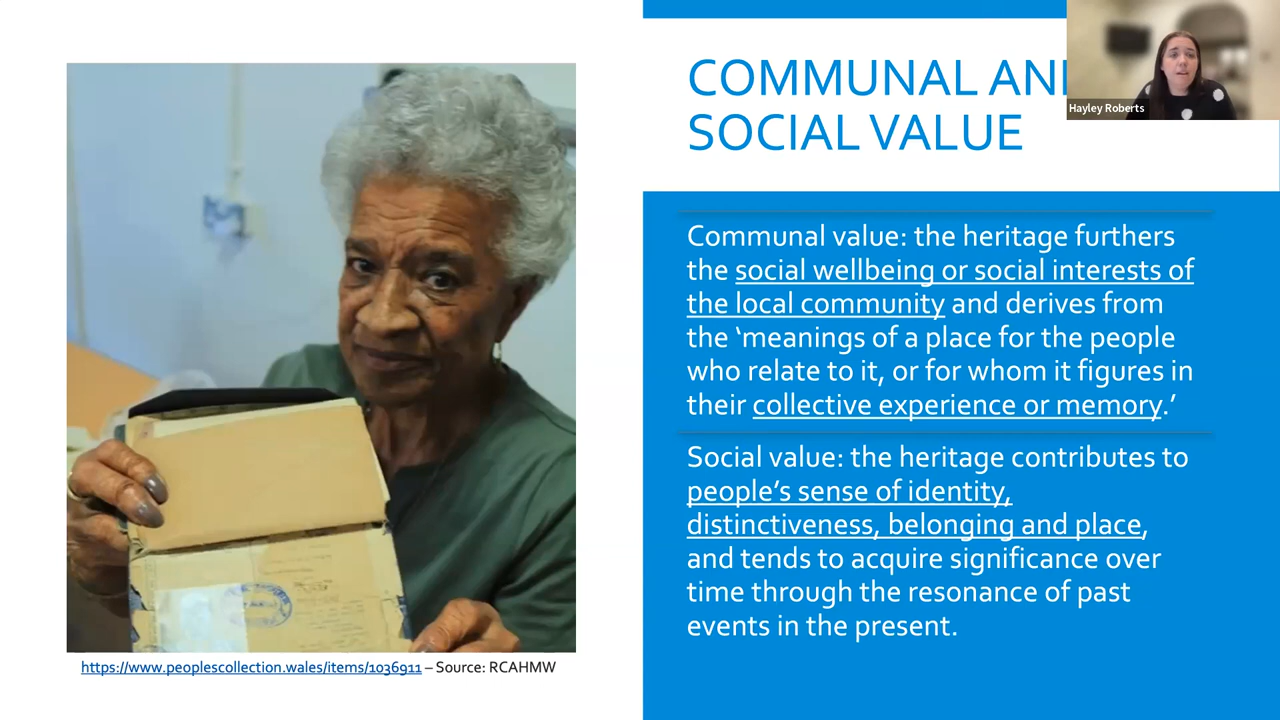 COMMUNAL AN
SOCIAL VALUE
Hayley Roberts
Communal value: the heritage furthers
the social wellbeing or social interests of
the local community and derives from
the ‘meanings of a place for the people
who relate to it, or for whom it figures in
their collective experience or memory.’
Social value: the heritage contributes to
people’s sense of identity,
distinctiveness, belonging and place,
and tends to acquire significance over
time through the resonance of past
events in the present.
https://www.peoplescollection.wales/items/1036911 – Source: RCAHMW